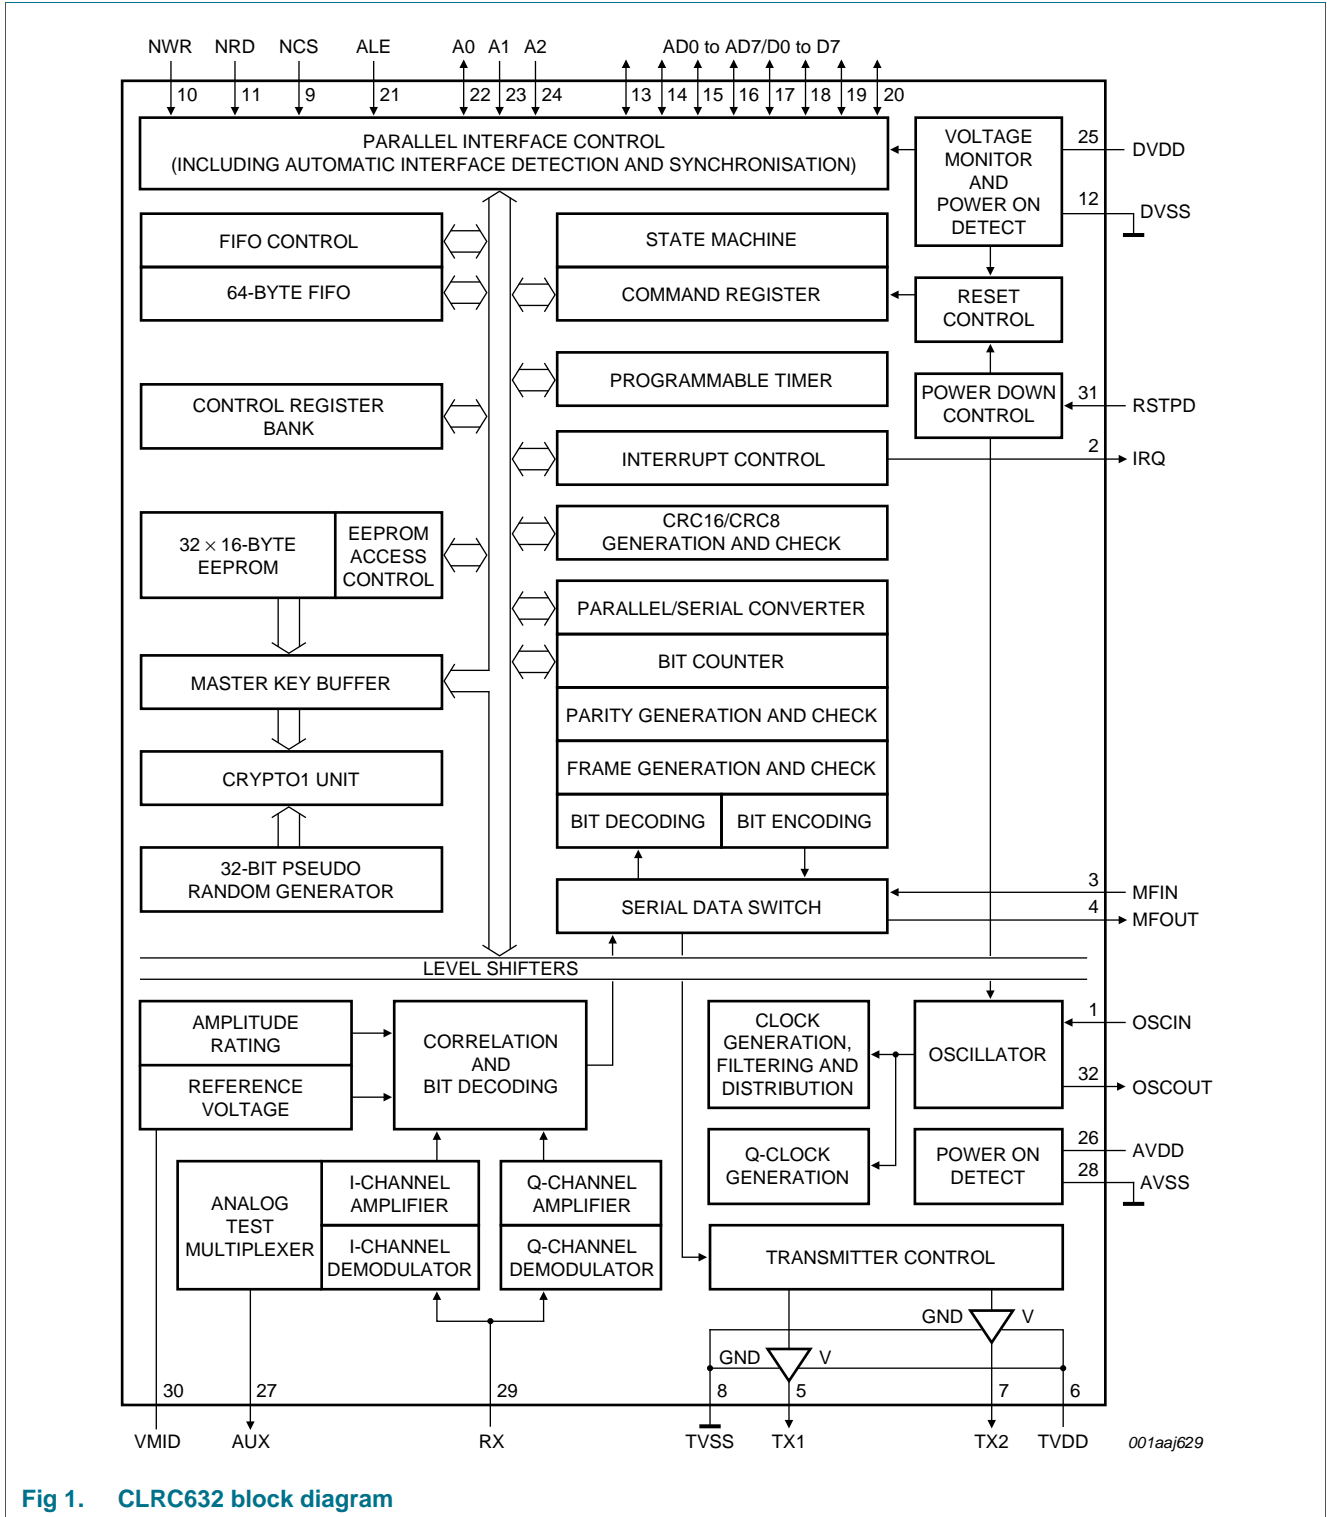 NWR NRD NCS ALE A0 A1 A2 AD0 to AD7/D0 to D7
10 11 9 21 22 23 24 13 14 15 16 17 18 19 20
PARALLEL INTERFACE CONTROL
(INCLUDING AUTOMATIC INTERFACE DETECTION AND SYNCHRONISATION)
VOLTAGE
MONITOR
AND
POWER ON
DETECT
25 DVDD
12 DVSS
FIFO CONTROL
64-BYTE FIFO
STATE MACHINE
COMMAND REGISTER
RESET
CONTROL
PROGRAMMABLE TIMER
POWER DOWN
CONTROL
31 RSTPD
CONTROL REGISTER
BANK
INTERRUPT CONTROL
2 IRQ
32 × 16-BYTE
EEPROM
EEPROM
ACCESS
CONTROL
CRC16/CRC8
GENERATION AND CHECK
PARALLEL/SERIAL CONVERTER
BIT COUNTER
MASTER KEY BUFFER
PARITY GENERATION AND CHECK
CRYPTO1 UNIT
FRAME GENERATION AND CHECK
BIT DECODING
BIT ENCODING
32-BIT PSEUDO
RANDOM GENERATOR
SERIAL DATA SWITCH
3 MFIN
4 MFOUT
LEVEL SHIFTERS
AMPLITUDE
RATING
REFERENCE
VOLTAGE
CORRELATION
AND
BIT DECODING
CLOCK
GENERATION,
FILTERING AND
DISTRIBUTION
OSCILLATOR
1 OSCIN
32 OSCOUT
Q-CLOCK
GENERATION
POWER ON
DETECT
26 AVDD
28 AVSS
ANALOG
TEST
MULTIPLEXER
I-CHANNEL
AMPLIFIER
I-CHANNEL
DEMODULATOR
Q-CHANNEL
AMPLIFIER
Q-CHANNEL
DEMODULATOR
TRANSMITTER CONTROL
GND V
GND V
30 27 29 8 5 7 6
VMID AUX RX TVSS TX1 TX2 TVDD
001aaj629
Fig 1. CLRC632 block diagram